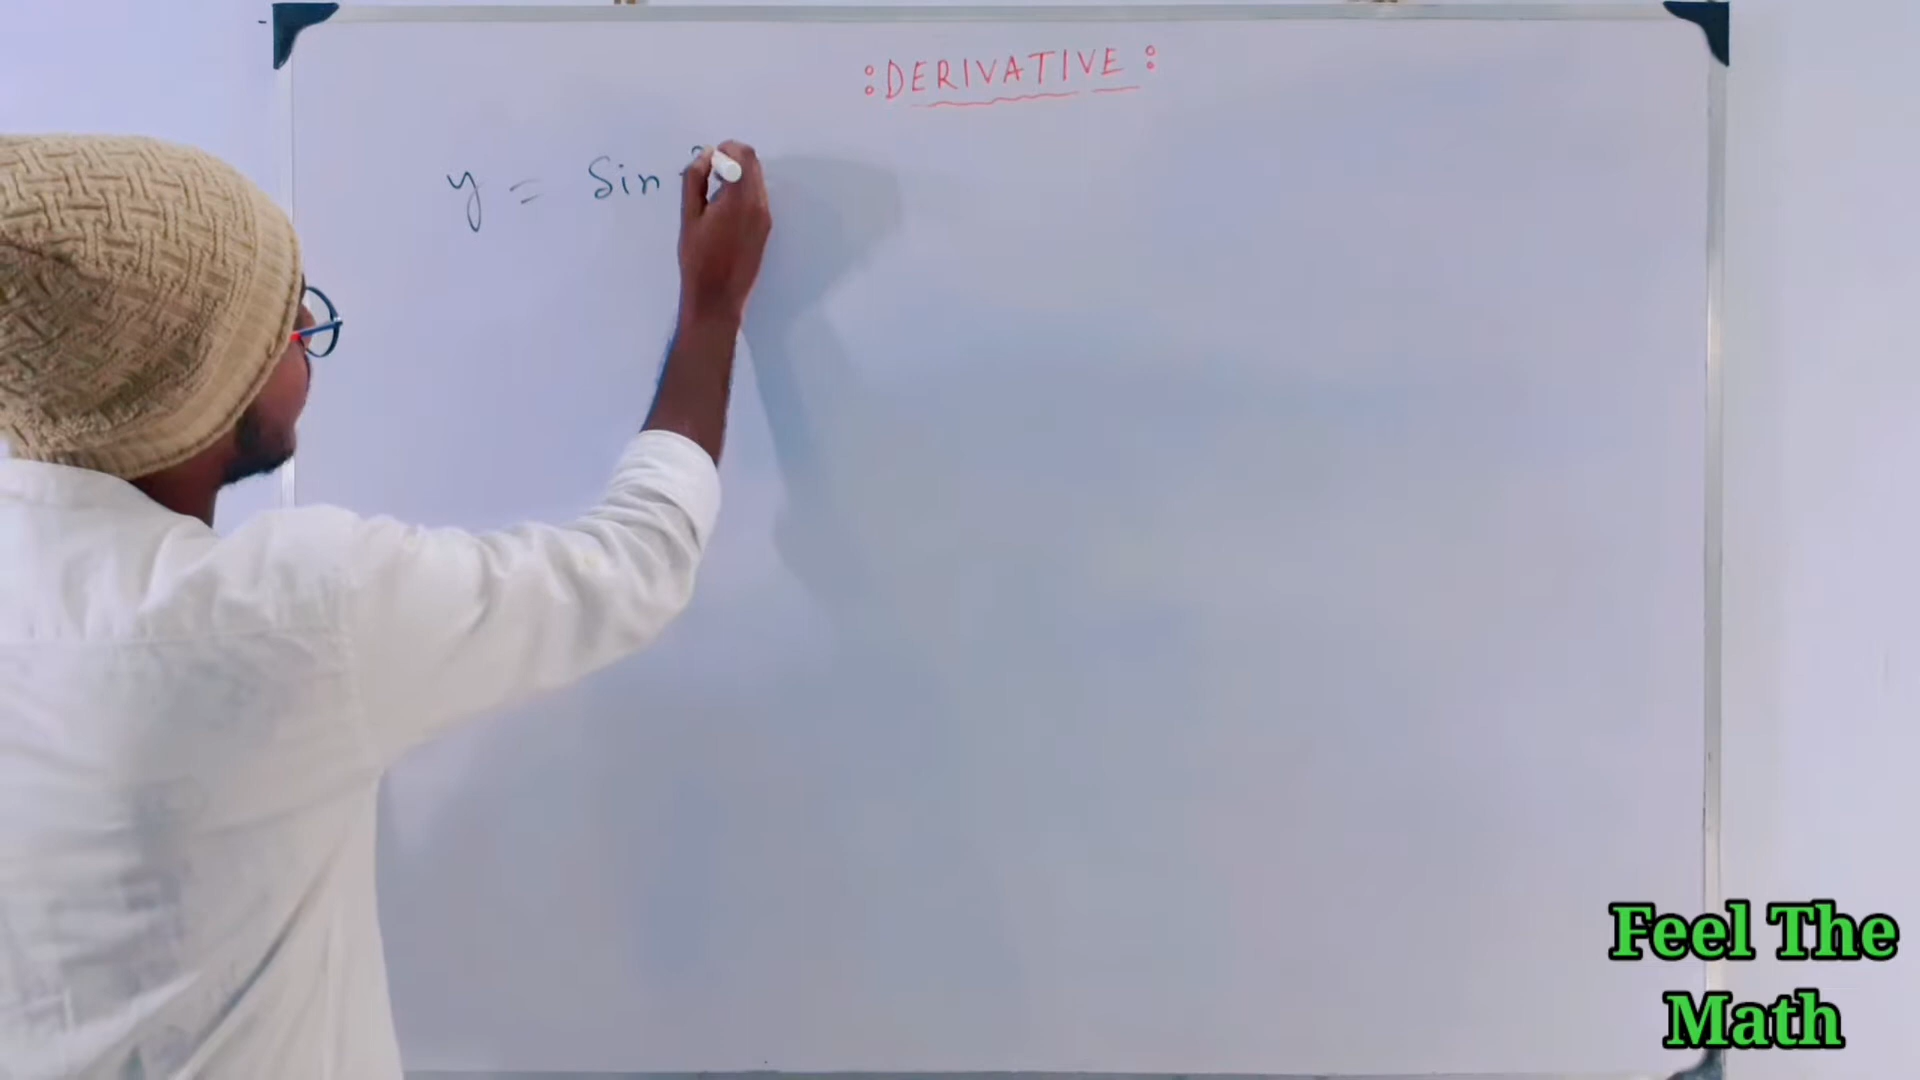 :DERIVATIVE:
y = Sin
Feel The
Math